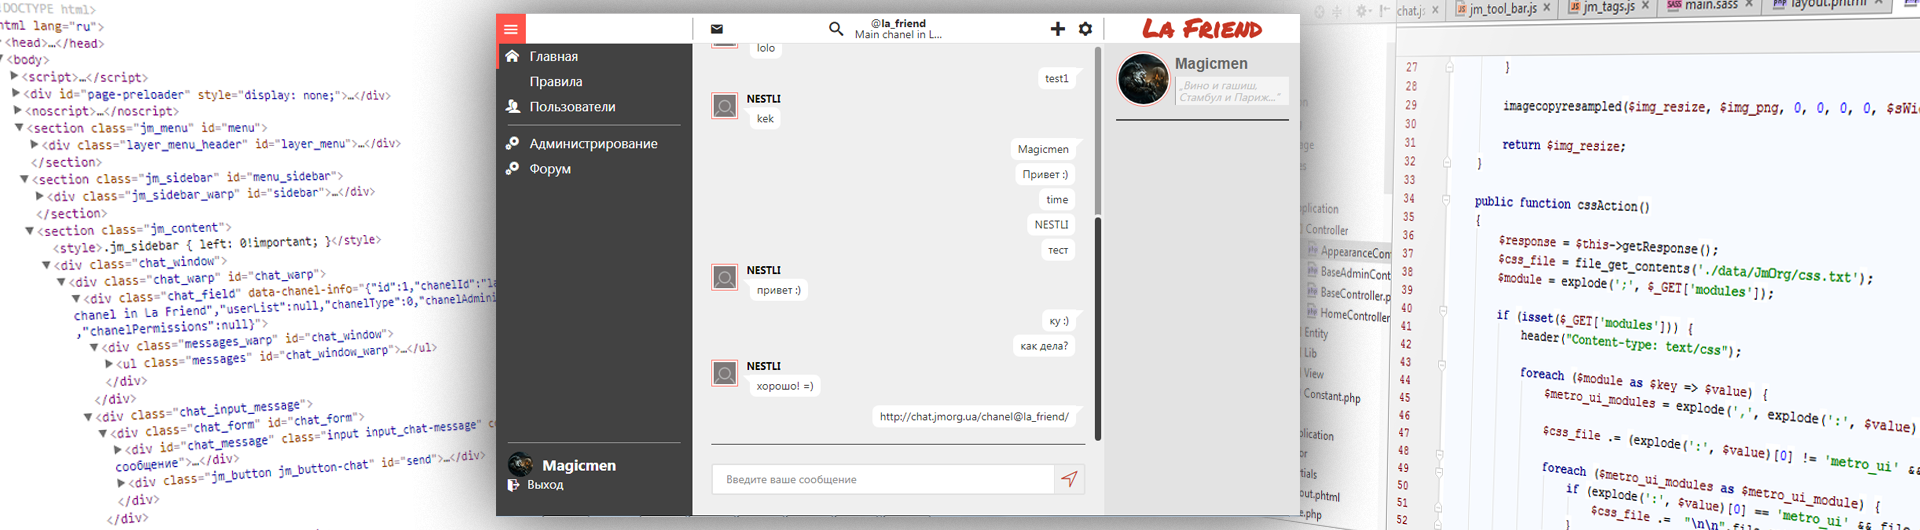 <!DOCTYPE html>
<html lang="ru">
<head>…</head>
<body>
<script>…</script>
<div id="page-preloader" style="display: none;">…</div>
<noscript>…</noscript>
<section class="jm_menu" id="menu">
<div class="layer_menu_header" id="layer_menu">…</div>
</section>
<section class="jm_sidebar" id="menu_sidebar">
<div class="jm_sidebar_warp" id="sidebar">…</div>
</section>
<section class="jm_content">
<style>.jm_sidebar { left: 0!important; }</style>
<div class="chat_window">
<div class="chat_warp" id="chat_warp">
<div class="chat_field" data-chanel-info="{"id":1,"chanelId":"la
chanel in La Friend","userList":null,"chanelType":0,"chanelAdmini
,"chanelPermissions":null}">
<div class="messages_warp" id="chat_window">
<ul class="messages" id="chat_window_warp">…</ul>
</div>
</div>
<div class="chat_input_message">
<div class="chat_form" id="chat_form">
<div id="chat_message" class="input input_chat-message" co
сообщение">…</div>
<div class="jm_button jm_button-chat" id="send">…</div>
</div>
</div>
Главная
Правила
Пользователи
Администрирование
Форум
Magicmen
Выход
@la_friend
Main chanel in L...
lolo
test1
NESTLI
kek
Magicmen
Привет :)
time
NESTLI
тест
NESTLI
привет :)
ку :)
как дела?
NESTLI
хорошо! =)
http://chat.jmorg.ua/chanel@la_friend/
Введите ваше сообщение
La Friend
Magicmen
„Вино и гашиш,
Стамбул и Париж..."
chat.js
jm_tool_bar.js
jm_tags.js
main.sass
layout.phtml
plication
Controller
AppearanceCon
BaseAdminCont
BaseController.p
HomeController
Entity
Lib
View
Constant.php
plication
or
ntials
out.phtml
e.php
27 }
28
29 imagecopyresampled($img_resize, $img_png, 0, 0, 0, 0, $sWid
30
31 return $img_resize;
32 }
33
34 public function cssAction()
35 {
36 $response = $this->getResponse();
37 $css_file = file_get_contents('./data/JmOrg/css.txt');
38 $module = explode(';', $_GET['modules']);
39
40 if (isset($_GET['modules'])) {
41 header("Content-type: text/css");
42
43 foreach ($module as $key => $value) {
44 $metro_ui_modules = explode(',', explode(':', $value)
45
46 $css_file .= (explode(':', $value)[0] != 'metro_ui' &&
47
48 foreach ($metro_ui_modules as $metro_ui_module) {
49 if (explode(':', $value)[0] == 'metro_ui' && file
50 $css_file .= "\n\n".file
51 }
52